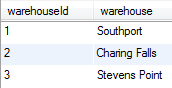 warehouseId warehouse
1 Southport
2 Charing Falls
3 Stevens Point